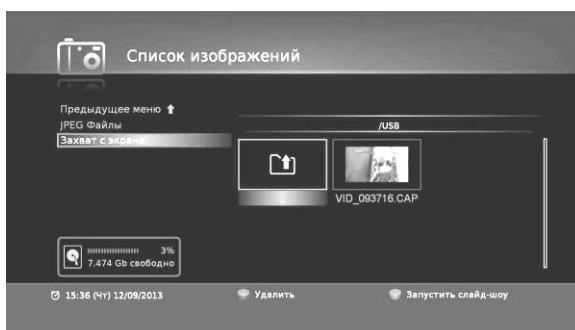 Список изображений
Предыдущее меню
JPEG Файлы
Захват с экрана
/USB
VID_093716.CAP
3%
7.474 Gb свободно
15:36 (Чт) 12/09/2013
Удалить
Запустить слайд-шоу